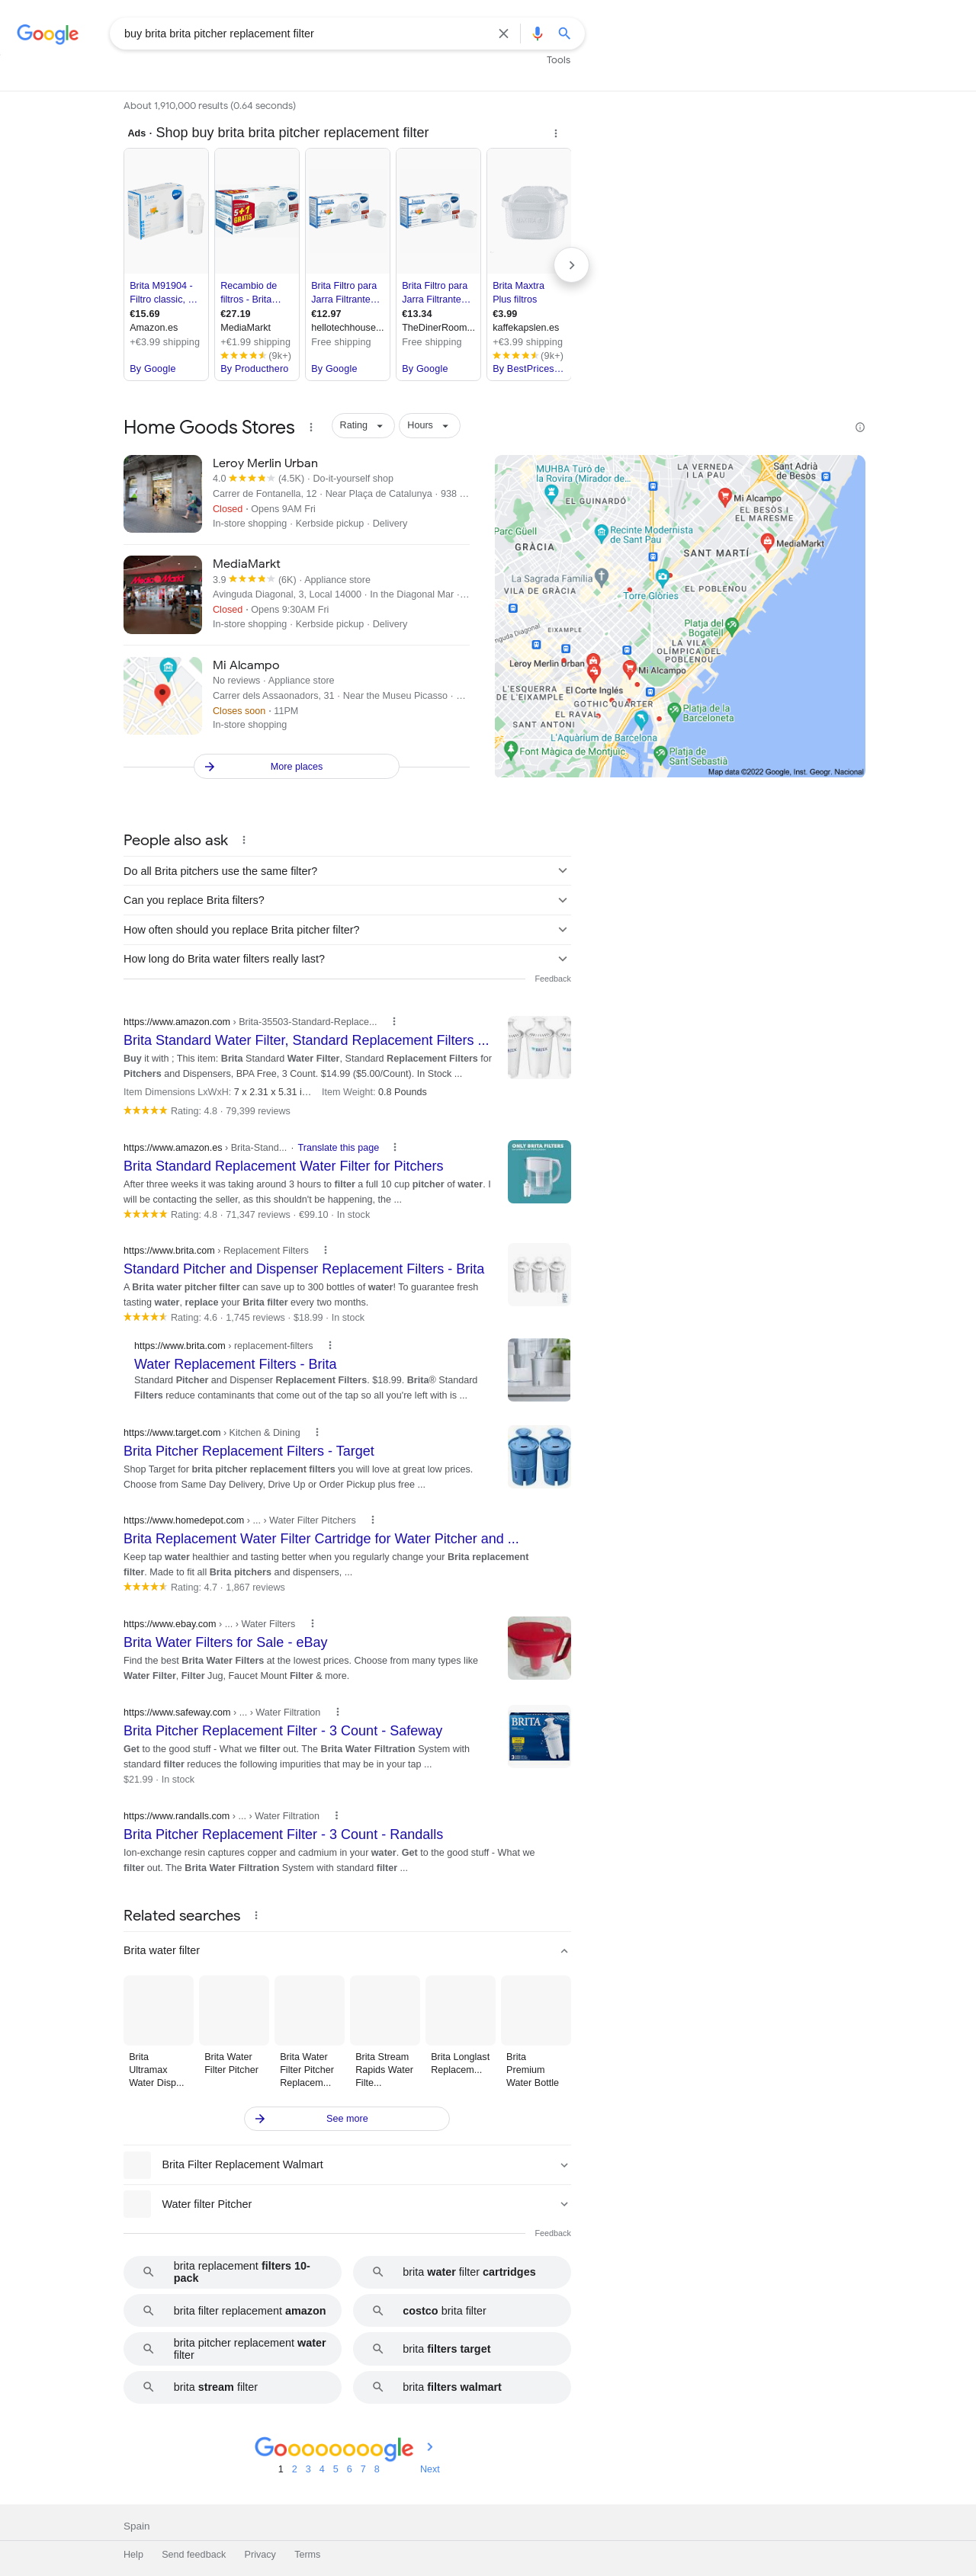 Google
buy brita brita pitcher replacement filter
Tools
About 1,910,000 results (0.64 seconds)
Ads · Shop buy brita brita pitcher replacement filter
Brita M91904 -
Filtro classic, ...
€15.69
Amazon.es
+€3.99 shipping
By Google
Recambio de
filtros - Brita...
€27.19
MediaMarkt
+€1.99 shipping
(9k+)
By Producthero
Brita Filtro para
Jarra Filtrante...
€12.97
hellotechhouse...
Free shipping
By Google
Brita Filtro para
Jarra Filtrante...
€13.34
TheDinerRoom...
Free shipping
By Google
Brita Maxtra
Plus filtros
€3.99
kaffekapslen.es
+€3.99 shipping
(9k+)
By BestPrices...
Home Goods Stores
Rating
Hours
Leroy Merlin Urban
4.0 (4.5K) · Do-it-yourself shop
Carrer de Fontanella, 12 · Near Plaça de Catalunya · 938 ...
Closed · Opens 9AM Fri
In-store shopping · Kerbside pickup · Delivery
MediaMarkt
3.9 (6K) · Appliance store
Avinguda Diagonal, 3, Local 14000 · In the Diagonal Mar · ...
Closed · Opens 9:30AM Fri
In-store shopping · Kerbside pickup · Delivery
Mi Alcampo
No reviews · Appliance store
Carrer dels Assaonadors, 31 · Near the Museu Picasso · ...
Closes soon · 11PM
In-store shopping
More places
MUHBA Turó de
la Rovira (Mirador de...
LA VERNEDA
I LA PAU
Sant Adrià
de Besòs
EL GUINARDÓ
Mi Alcampo
EL BESÒS I
EL MARESME
Parc Güell
Recinte Modernista
de Sant Pau
MediaMarkt
GRÀCIA
SANT MARTÍ
La Sagrada Família
VILA DE GRÀCIA
Torre Glòries
Platja del
Bogatell
EIXAMPLE
nguda Diagonal
LA VILA
OLÍMPICA DEL
POBLENOU
Leroy Merlin Urban
Mi Alcampo
El Corte Inglés
L'ESQUERRA
DE L'EIXAMPLE
GOTHIC QUARTER
EL RAVAL
Platja de la
Barceloneta
SANT ANTONI
L'Aquàrium de Barcelona
Font Màgica de Montjuïc
Platja de
Sant Sebastià
Map data ©2022 Google, Inst. Geogr. Nacional
People also ask
Do all Brita pitchers use the same filter?
Can you replace Brita filters?
How often should you replace Brita pitcher filter?
How long do Brita water filters really last?
Feedback
https://www.amazon.com › Brita-35503-Standard-Replace...
Brita Standard Water Filter, Standard Replacement Filters ...
Buy it with ; This item: Brita Standard Water Filter, Standard Replacement Filters for
Pitchers and Dispensers, BPA Free, 3 Count. $14.99 ($5.00/Count). In Stock ...
Item Dimensions LxWxH: 7 x 2.31 x 5.31 i... Item Weight: 0.8 Pounds
Rating: 4.8 · 79,399 reviews
https://www.amazon.es › Brita-Stand... · Translate this page
Brita Standard Replacement Water Filter for Pitchers
After three weeks it was taking around 3 hours to filter a full 10 cup pitcher of water. I
will be contacting the seller, as this shouldn't be happening, the ...
Rating: 4.8 · 71,347 reviews · €99.10 · In stock
ONLY BRITA FILTERS
https://www.brita.com › Replacement Filters
Standard Pitcher and Dispenser Replacement Filters - Brita
A Brita water pitcher filter can save up to 300 bottles of water! To guarantee fresh
tasting water, replace your Brita filter every two months.
Rating: 4.6 · 1,745 reviews · $18.99 · In stock
https://www.brita.com › replacement-filters
Water Replacement Filters - Brita
Standard Pitcher and Dispenser Replacement Filters. $18.99. Brita® Standard
Filters reduce contaminants that come out of the tap so all you're left with is ...
https://www.target.com › Kitchen & Dining
Brita Pitcher Replacement Filters - Target
Shop Target for brita pitcher replacement filters you will love at great low prices.
Choose from Same Day Delivery, Drive Up or Order Pickup plus free ...
https://www.homedepot.com › ... › Water Filter Pitchers
Brita Replacement Water Filter Cartridge for Water Pitcher and ...
Keep tap water healthier and tasting better when you regularly change your Brita replacement
filter. Made to fit all Brita pitchers and dispensers, ...
Rating: 4.7 · 1,867 reviews
https://www.ebay.com › ... › Water Filters
Brita Water Filters for Sale - eBay
Find the best Brita Water Filters at the lowest prices. Choose from many types like
Water Filter, Filter Jug, Faucet Mount Filter & more.
https://www.safeway.com › ... › Water Filtration
Brita Pitcher Replacement Filter - 3 Count - Safeway
Get to the good stuff - What we filter out. The Brita Water Filtration System with
standard filter reduces the following impurities that may be in your tap ...
$21.99 · In stock
BRITA
https://www.randalls.com › ... › Water Filtration
Brita Pitcher Replacement Filter - 3 Count - Randalls
Ion-exchange resin captures copper and cadmium in your water. Get to the good stuff - What we
filter out. The Brita Water Filtration System with standard filter ...
Related searches
Brita water filter
Brita
Ultramax
Water Disp...
Brita Water
Filter Pitcher
Brita Water
Filter Pitcher
Replacem...
Brita Stream
Rapids Water
Filte...
Brita Longlast
Replacem...
Brita
Premium
Water Bottle
See more
Brita Filter Replacement Walmart
Water filter Pitcher
Feedback
brita replacement filters 10-
pack
brita water filter cartridges
brita filter replacement amazon
costco brita filter
brita pitcher replacement water
filter
brita filters target
brita stream filter
brita filters walmart
Goooooooogle
1 2 3 4 5 6 7 8 Next
Spain
Help Send feedback Privacy Terms